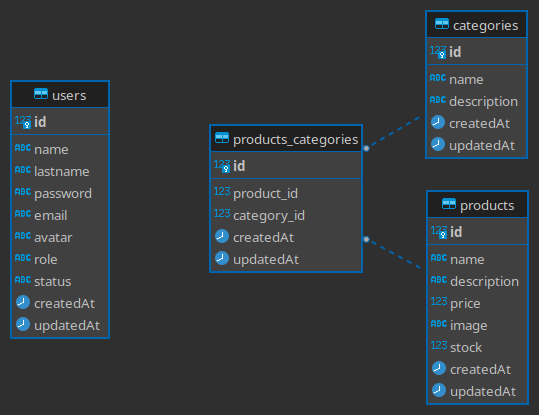 users
123 id
ABC name
ABC lastname
ABC password
ABC email
ABC avatar
ABC role
ABC status
createdAt
updatedAt
products_categories
123 id
123 product_id
123 category_id
createdAt
updatedAt
categories
123 id
ABC name
ABC description
createdAt
updatedAt
products
123 id
ABC name
ABC description
123 price
ABC image
123 stock
createdAt
updatedAt